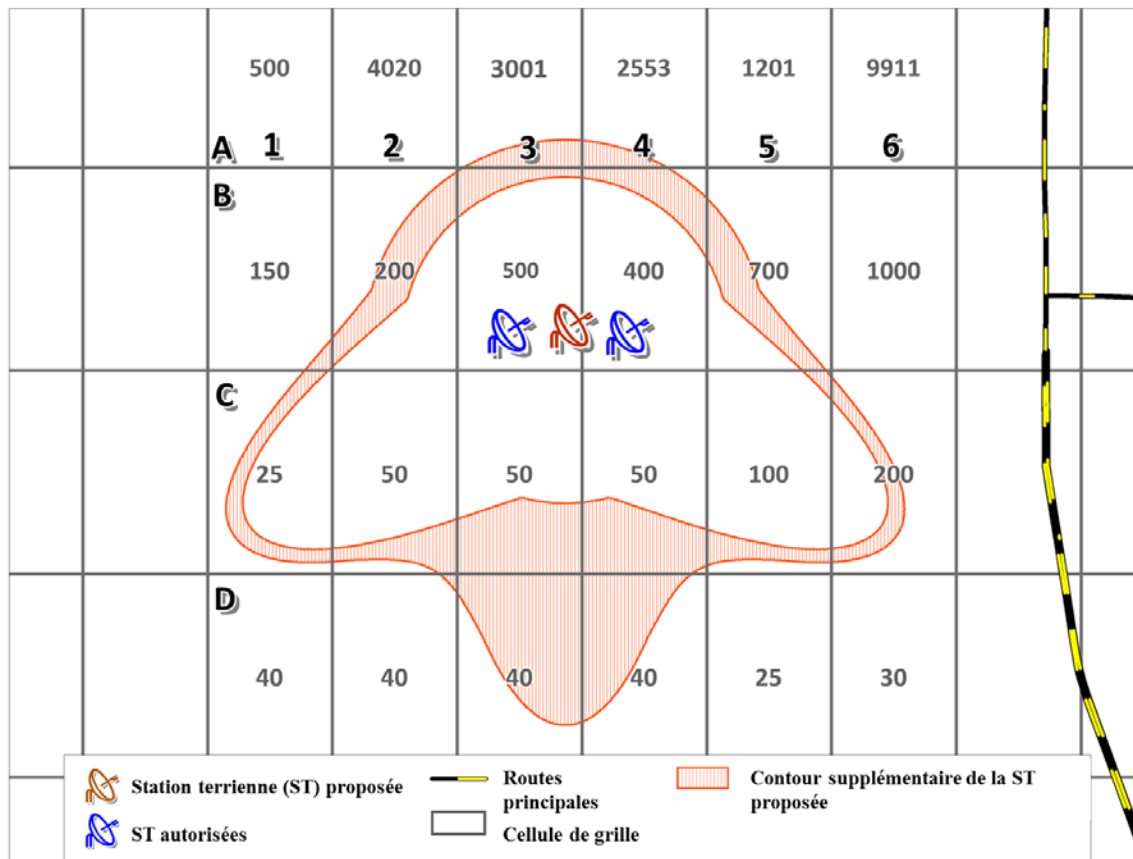 500 4020 3001 2553 1201 9911
A 1 2 3 4 5 6
B
150 200 500 400 700 1000
C
25 50 50 50 100 200
D
40 40 40 40 25 30
Station terrienne (ST) proposée
ST autorisées
Routes
principales
Cellule de grille
Contour supplémentaire de la ST
proposée